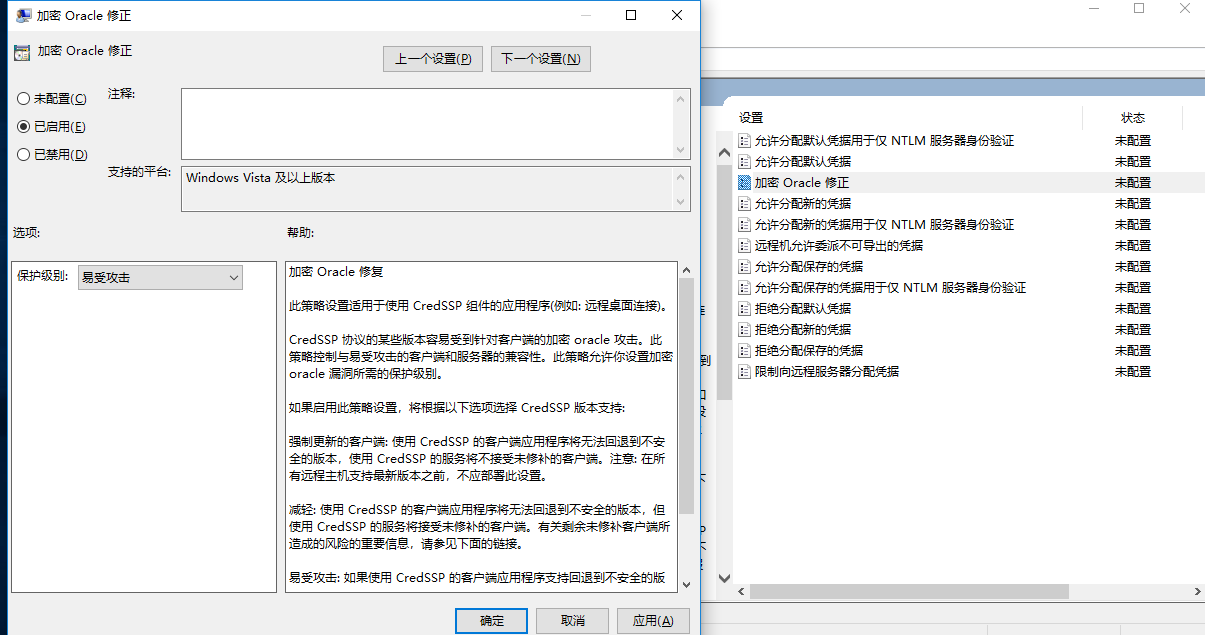 加密 Oracle 修正
加密 Oracle 修正
上一个设置(P)
下一个设置(N)
未配置(C)
已启用(E)
已禁用(D)
注释:
支持的平台:
Windows Vista 及以上版本
选项:
帮助:
保护级别:
易受攻击
加密 Oracle 修复
此策略设置适用于使用 CredSSP 组件的应用程序(例如: 远程桌面连接)。
CredSSP 协议的某些版本容易受到针对客户端的加密 oracle 攻击。此
策略控制与易受攻击的客户端和服务器的兼容性。此策略允许你设置加密
oracle 漏洞所需的保护级别。
如果启用此策略设置，将根据以下选项选择 CredSSP 版本支持:
强制更新的客户端: 使用 CredSSP 的客户端应用程序将无法回退到不安
全的版本，使用 CredSSP 的服务将不接受未修补的客户端。注意: 在所
有远程主机支持最新版本之前，不应部署此设置。
减轻: 使用 CredSSP 的客户端应用程序将无法回退到不安全的版本，但
使用 CredSSP 的服务将接受未修补的客户端。有关剩余未修补客户端所
造成的风险的重要信息，请参见下面的链接。
易受攻击: 如果使用 CredSSP 的客户端应用程序支持回退到不安全的版
确定
取消
应用(A)
设置 状态
允许分配默认凭据用于仅 NTLM 服务器身份验证 未配置
允许分配默认凭据 未配置
加密 Oracle 修正 未配置
允许分配新的凭据 未配置
允许分配新的凭据用于仅 NTLM 服务器身份验证 未配置
远程机允许委派不可导出的凭据 未配置
允许分配保存的凭据 未配置
允许分配保存的凭据用于仅 NTLM 服务器身份验证 未配置
拒绝分配默认凭据 未配置
拒绝分配新的凭据 未配置
拒绝分配保存的凭据 未配置
限制向远程服务器分配凭据 未配置
到